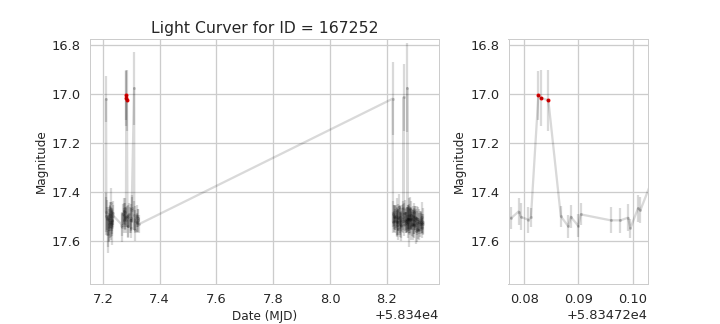 Light Curver for ID = 167252
Magnitude
16.8
17.0
17.2
17.4
17.6
7.2 7.4 7.6 7.8 8.0 8.2
Date (MJD)
+5.834e4
Magnitude
16.8
17.0
17.2
17.4
17.6
0.08 0.09 0.10
+5.83472e4